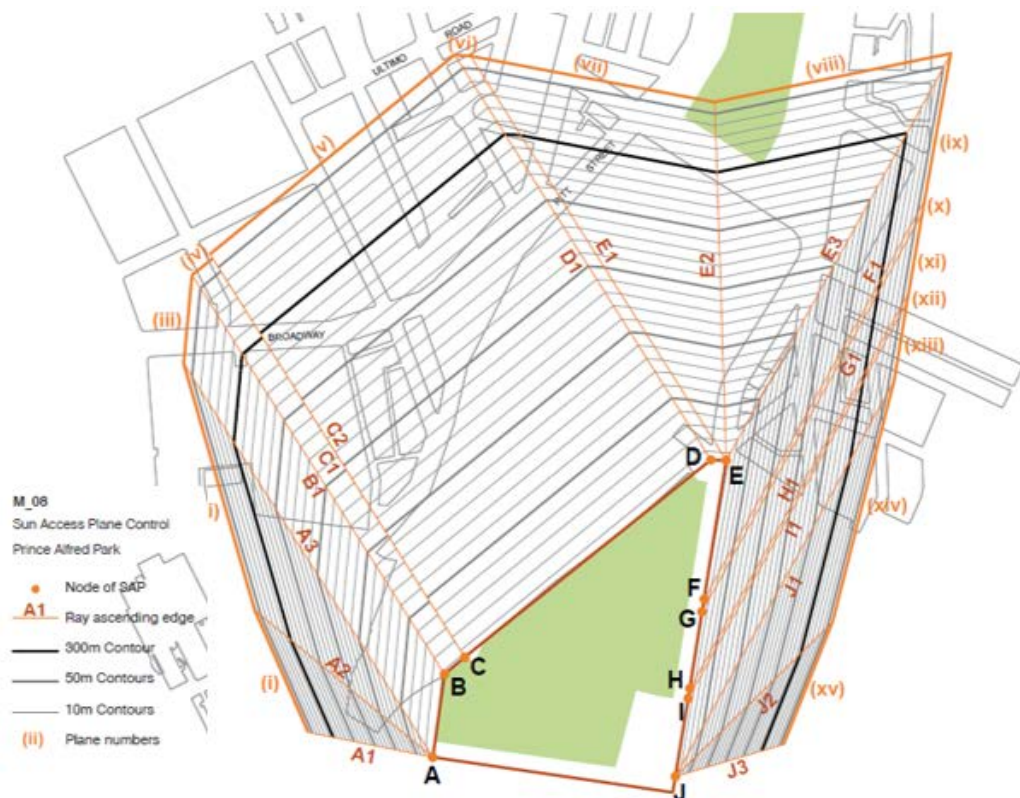 ROAD
(vi)
ULTIMO
(vii)
(viii)
(v)
(ix)
STREET
PITT
(x)
(iv)
E1
D1
E2
E3
F1
(xi)
(xii)
(iii)
BROADWAY
(xiii)
G1
C2
C1
B1
D
E
H1
M_08
Sun Access Plane Control
Prince Alfred Park
i)
A3
I1
(xiv)
Node of SAP
J1
F
G
A1
Ray ascending edge
300m Contour
A2
C
B
(i)
H
I
J2
(xv)
50m Contours
10m Contours
(ii) Plane numbers
A1
A
J
J3